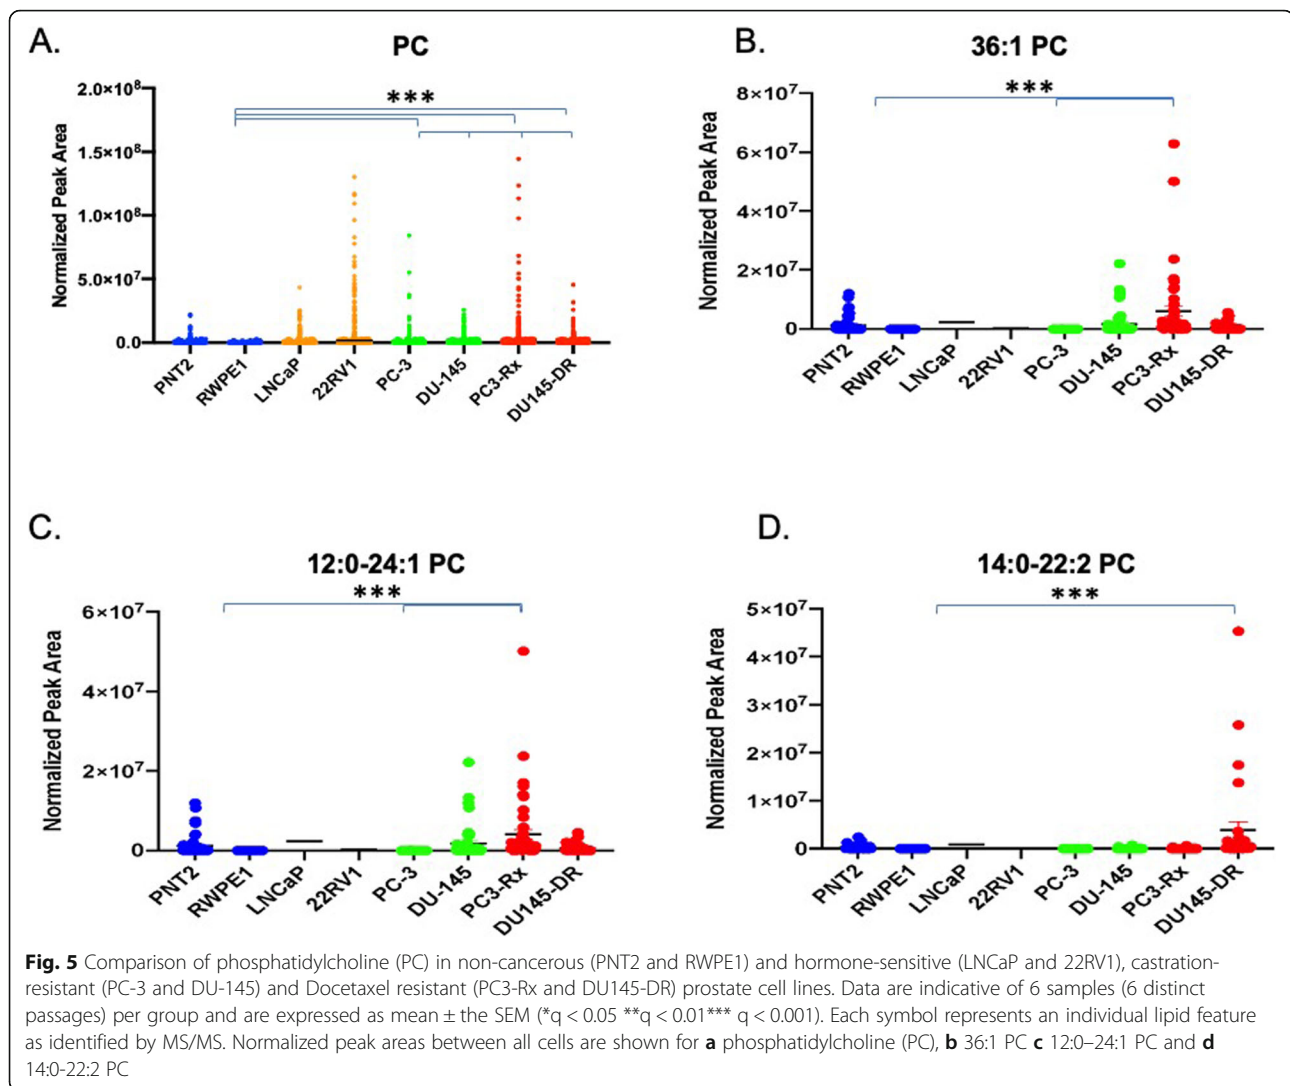 A.
PC
Normalized Peak Area
2.0×10⁸
1.5×10⁸
1.0×10⁸
5.0×10⁷
0.0
***
PNT2
RWPE1
LNCaP
22RV1
PC-3
DU-145
PC3-Rx
DU145-DR
B.
36:1 PC
Normalized Peak Area
8×10⁷
6×10⁷
4×10⁷
2×10⁷
0
***
PNT2
RWPE1
LNCaP
22RV1
PC-3
DU-145
PC3-Rx
DU145-DR
C.
12:0-24:1 PC
Normalized Peak Area
6×10⁷
4×10⁷
2×10⁷
0
***
PNT2
RWPE1
LNCaP
22RV1
PC-3
DU-145
PC3-Rx
DU145-DR
D.
14:0-22:2 PC
Normalized Peak Area
5×10⁷
4×10⁷
3×10⁷
2×10⁷
1×10⁷
0
***
PNT2
RWPE1
LNCaP
22RV1
PC-3
DU-145
PC3-Rx
DU145-DR
Fig. 5 Comparison of phosphatidylcholine (PC) in non-cancerous (PNT2 and RWPE1) and hormone-sensitive (LNCaP and 22RV1), castration-
resistant (PC-3 and DU-145) and Docetaxel resistant (PC3-Rx and DU145-DR) prostate cell lines. Data are indicative of 6 samples (6 distinct
passages) per group and are expressed as mean ± the SEM (*q < 0.05 **q < 0.01*** q < 0.001). Each symbol represents an individual lipid feature
as identified by MS/MS. Normalized peak areas between all cells are shown for a phosphatidylcholine (PC), b 36:1 PC c 12:0–24:1 PC and d
14:0-22:2 PC